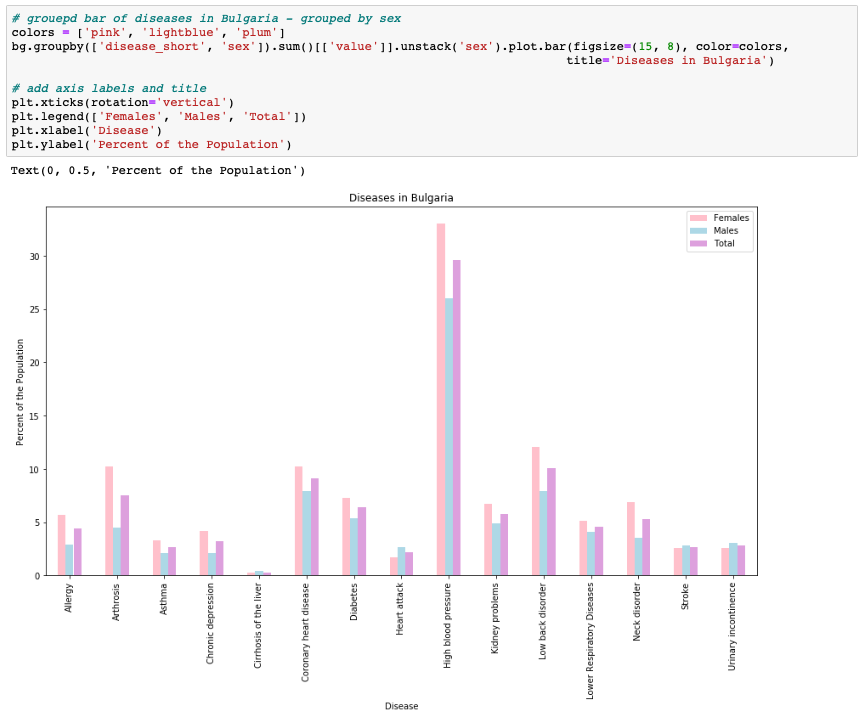 # grouepd bar of diseases in Bulgaria - grouped by sex
colors = ['pink', 'lightblue', 'plum']
bg.groupby(['disease_short', 'sex']).sum()[['value']].unstack('sex').plot.bar(figsize=(15, 8), color=colors,
title='Diseases in Bulgaria')
# add axis labels and title
plt.xticks(rotation='vertical')
plt.legend(['Females', 'Males', 'Total'])
plt.xlabel('Disease')
plt.ylabel('Percent of the Population')
Text(0, 0.5, 'Percent of the Population')
Diseases in Bulgaria
Females
Males
Total
Percent of the Population
30
25
20
15
10
5
0
Allergy
Arthrosis
Asthma
Chronic depression
Cirrhosis of the liver
Coronary heart disease
Diabetes
Heart attack
High blood pressure
Kidney problems
Low back disorder
Lower Respiratory Diseases
Neck disorder
Stroke
Urinary incontinence
Disease